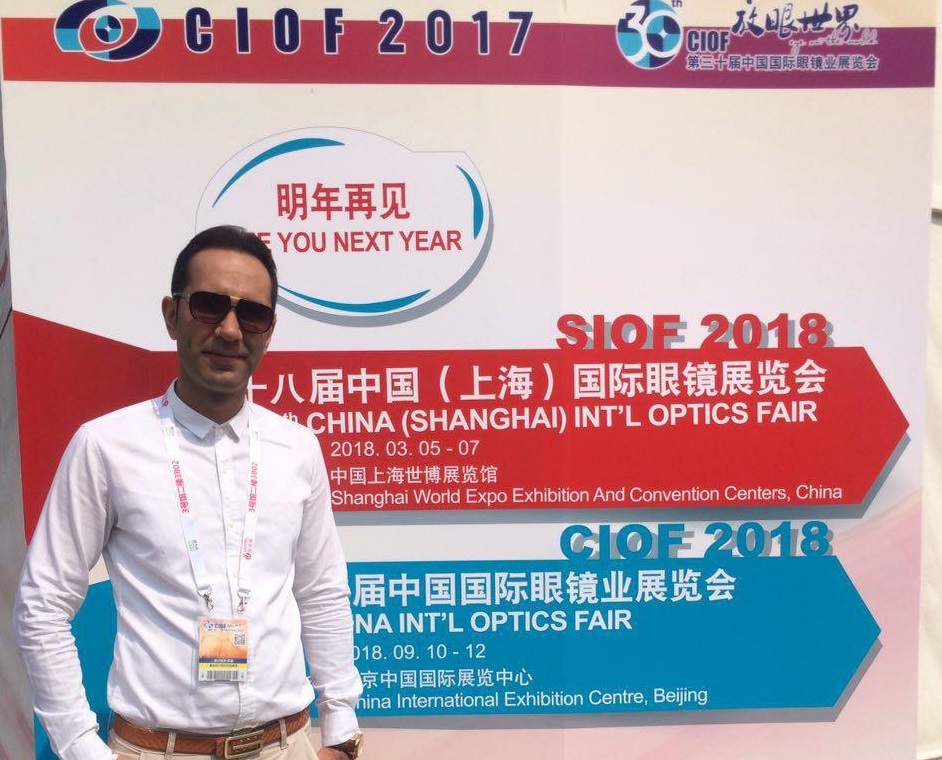 CIOF 2017
30th
CIOF
放眼世界
第三十届中国国际眼镜业展览会
明年再见
E YOU NEXT YEAR
SIOF 2018
十八届中国（上海）国际眼镜展览会
th CHINA (SHANGHAI) INT'L OPTICS FAIR
2018. 03. 05 - 07
中国上海世博展览馆
Shanghai World Expo Exhibition And Convention Centers, China
CIOF 2018
届中国国际眼镜业展览会
NA INT'L OPTICS FAIR
018. 09. 10 - 12
京中国国际展览中心
hina International Exhibition Centre, Beijing
CIOF